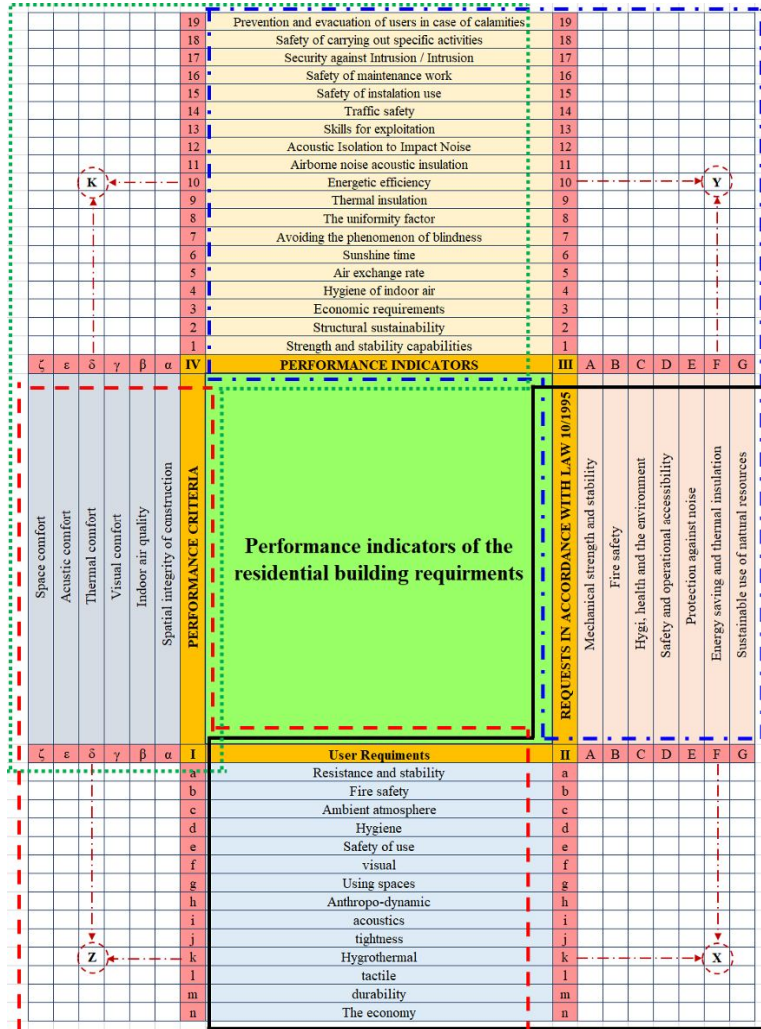 19 Prevention and evacuation of users in case of calamities 19
18 Safety of carrying out specific activities 18
17 Security against Intrusion / Intrusion 17
16 Safety of maintenance work 16
15 Safety of instalation use 15
14 Traffic safety 14
13 Skills for exploitation 13
12 Acoustic Isolation to Impact Noise 12
11 Airborne noise acoustic insulation 11
K 10 Energetic efficiency 10 Y
9 Thermal insulation 9
8 The uniformity factor 8
7 Avoiding the phenomenon of blindness 7
6 Sunshine time 6
5 Air exchange rate 5
4 Hygiene of indoor air 4
3 Economic requirements 3
2 Structural sustainability 2
1 Strength and stability capabilities 1
ζ ε δ γ β α IV PERFORMANCE INDICATORS III A B C D E F G
Space comfort
Acustic comfort
Thermal comfort
Visual comfort
Indoor air quality
Spatial integrity of construction
PERFORMANCE CRITERIA
Performance indicators of the
residential building requirments
REQUESTS IN ACCORDANCE WITH LAW 10/1995
Mechanical strength and stability
Fire safety
Hygi, health and the environment
Safety and operational accessibility
Protection against noise
Energy saving and thermal insulation
Sustainable use of natural resources
ζ ε δ γ β α I User Requiments II A B C D E F G
a Resistance and stability a
b Fire safety b
c Ambient atmosphere c
d Hygiene d
e Safety of use e
f visual f
g Using spaces g
h Anthropo-dynamic h
i acoustics i
j tightness j
Z k Hygrothermal k X
l tactile l
m durability m
n The economy n